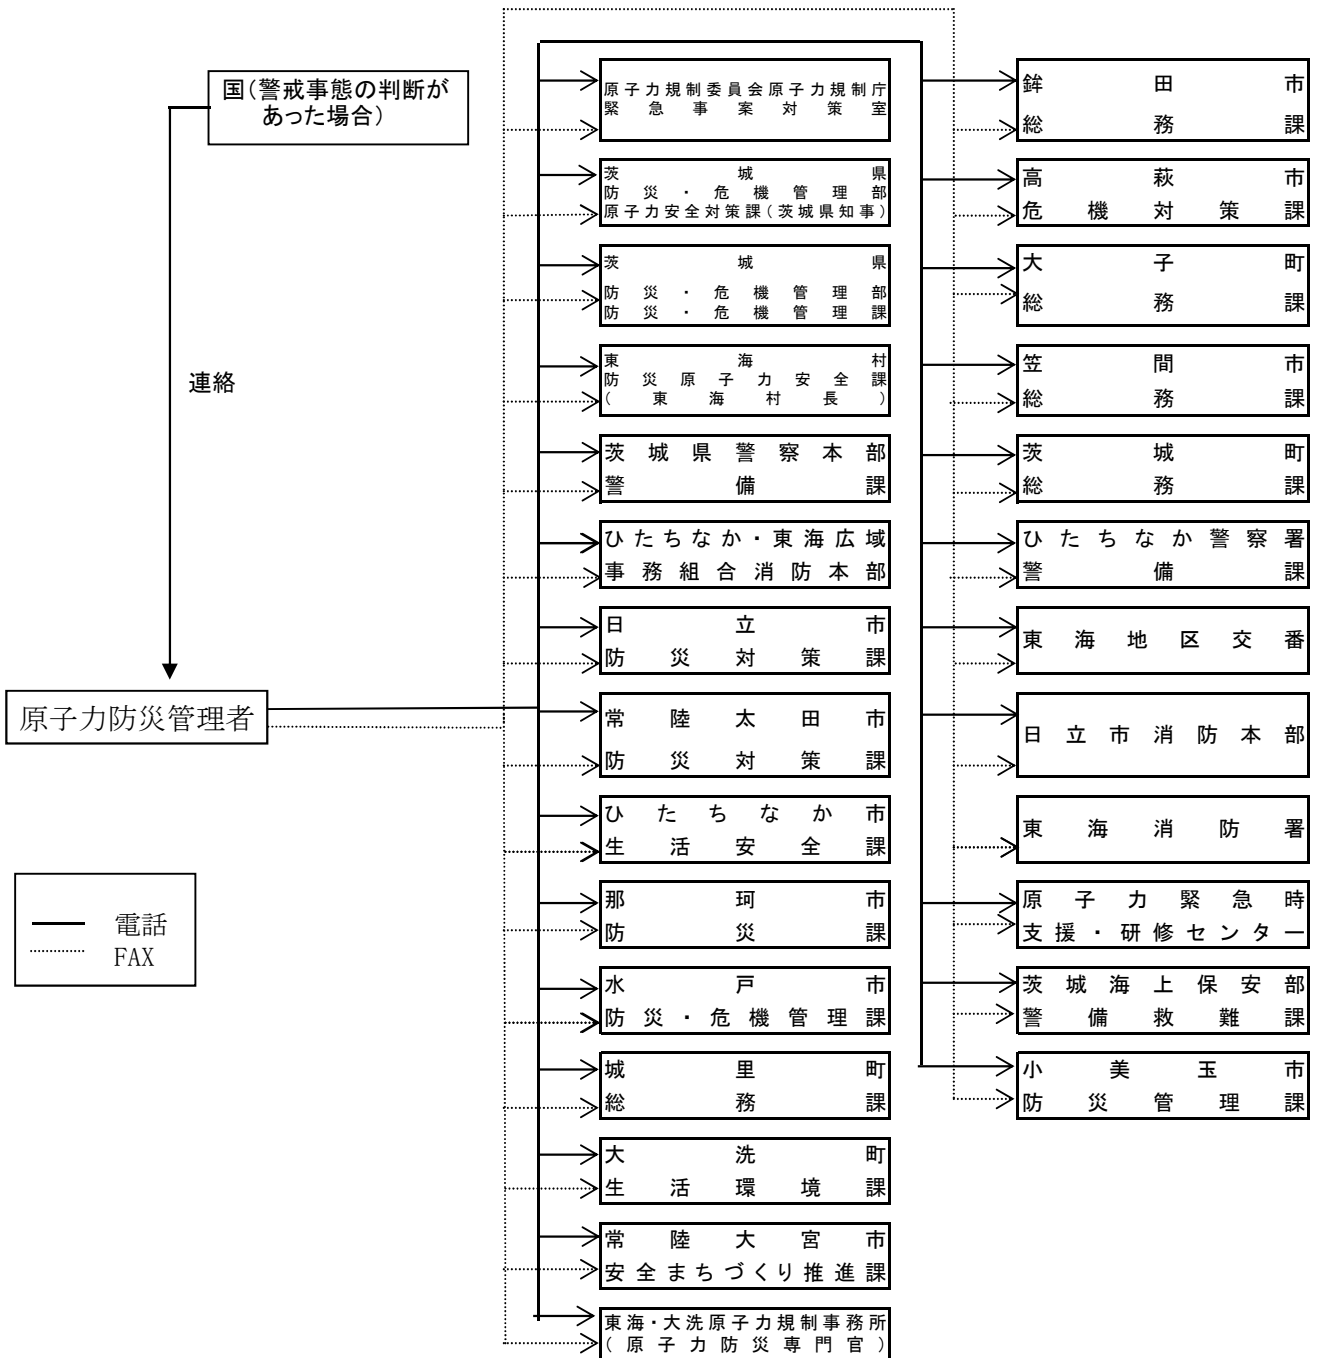 国(警戒事態の判断が
あった場合)
連絡
原子力防災管理者
電話
FAX
原子力規制委員会原子力規制庁
緊急事案対策室
茨城県
防災・危機管理部
原子力安全対策課(茨城県知事)
茨城県
防災・危機管理部
防災・危機管理課
東海村
防災原子力安全課
(東海村長)
茨城県警察本部
警備課
ひたちなか・東海広域
事務組合消防本部
日立市
防災対策課
常陸太田市
防災対策課
ひたちなか市
生活安全課
那珂市
防災課
水戸市
防災・危機管理課
城里町
総務課
大洗町
生活環境課
常陸大宮市
安全まちづくり推進課
東海・大洗原子力規制事務所
(原子力防災専門官)
鉾田市
総務課
高萩市
危機対策課
大子町
総務課
笠間市
総務課
茨城町
総務課
ひたちなか警察署
警備課
東海地区交番
日立市消防本部
東海消防署
原子力緊急時
支援・研修センター
茨城海上保安部
警備救難課
小美玉市
防災管理課